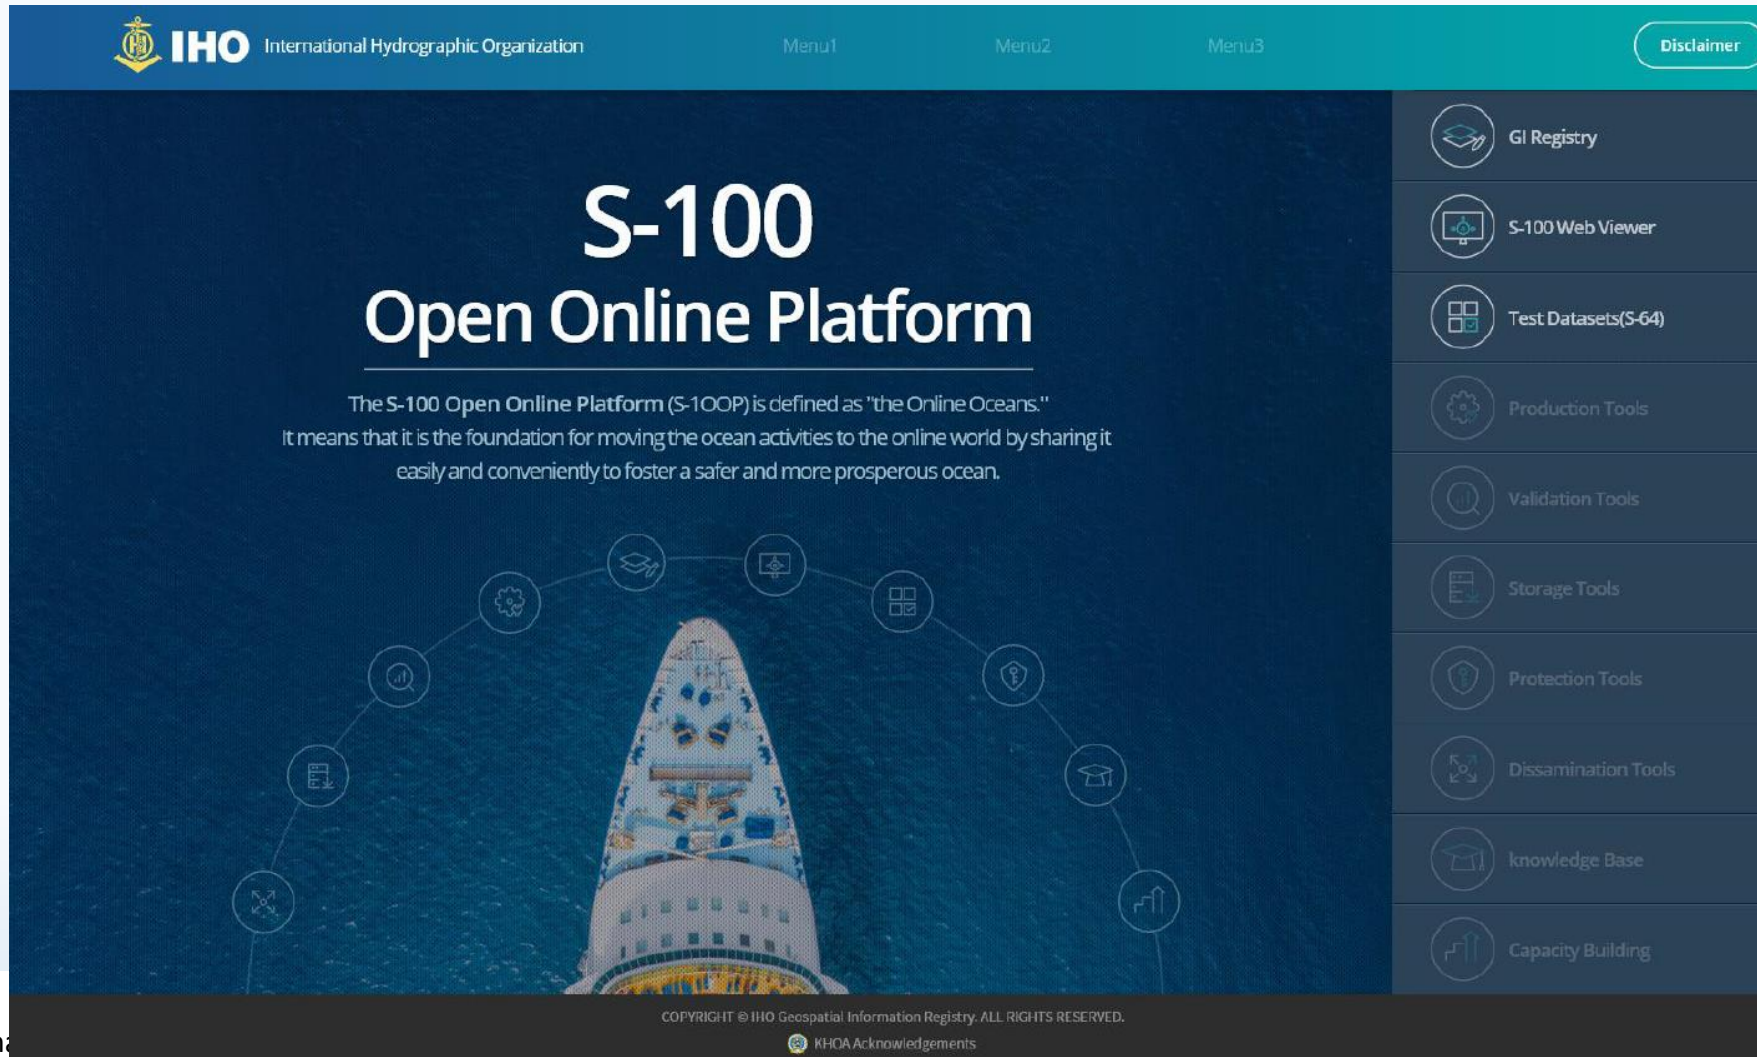 IHO International Hydrographic Organization
Menu1
Menu2
Menu3
Disclaimer
S-100
Open Online Platform
The S-100 Open Online Platform (S-1OOP) is defined as "the Online Oceans."
It means that it is the foundation for moving the ocean activities to the online world by sharing it
easily and conveniently to foster a safer and more prosperous ocean.
GI Registry
S-100 Web Viewer
Test Datasets(S-64)
Production Tools
Validation Tools
Storage Tools
Protection Tools
Dissamination Tools
knowledge Base
Capacity Building
COPYRIGHT © IHO Geospatial Information Registry. ALL RIGHTS RESERVED.
KHOA Acknowledgements